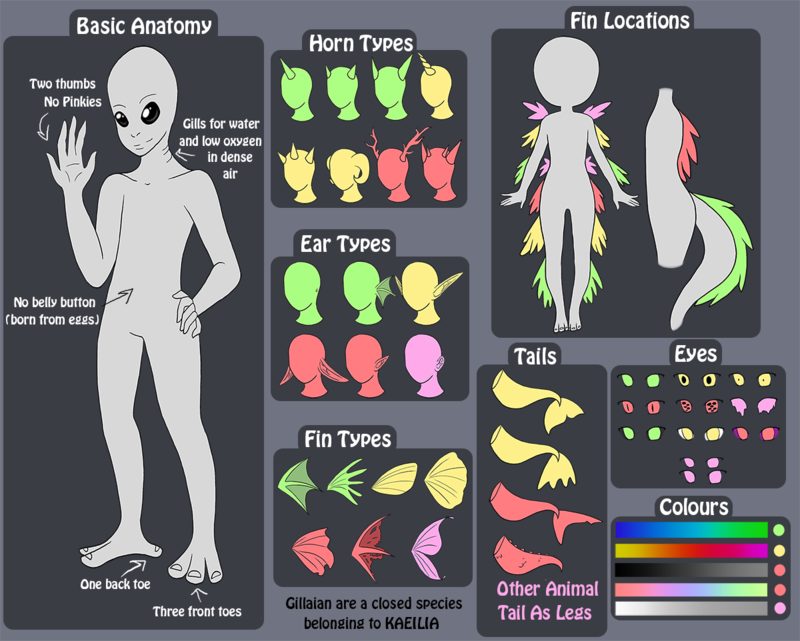 Basic Anatomy
Two thumbs
No Pinkies
Gills for water
and low oxygen
in dense
air
No belly button
(born from eggs.)
One back toe
Three front toes
Horn Types
Ear Types
Fin Types
Gillaian are a closed species
belonging to KAEILIA
Fin Locations
Tails
Other Animal
Tail As Legs
Eyes
Colours